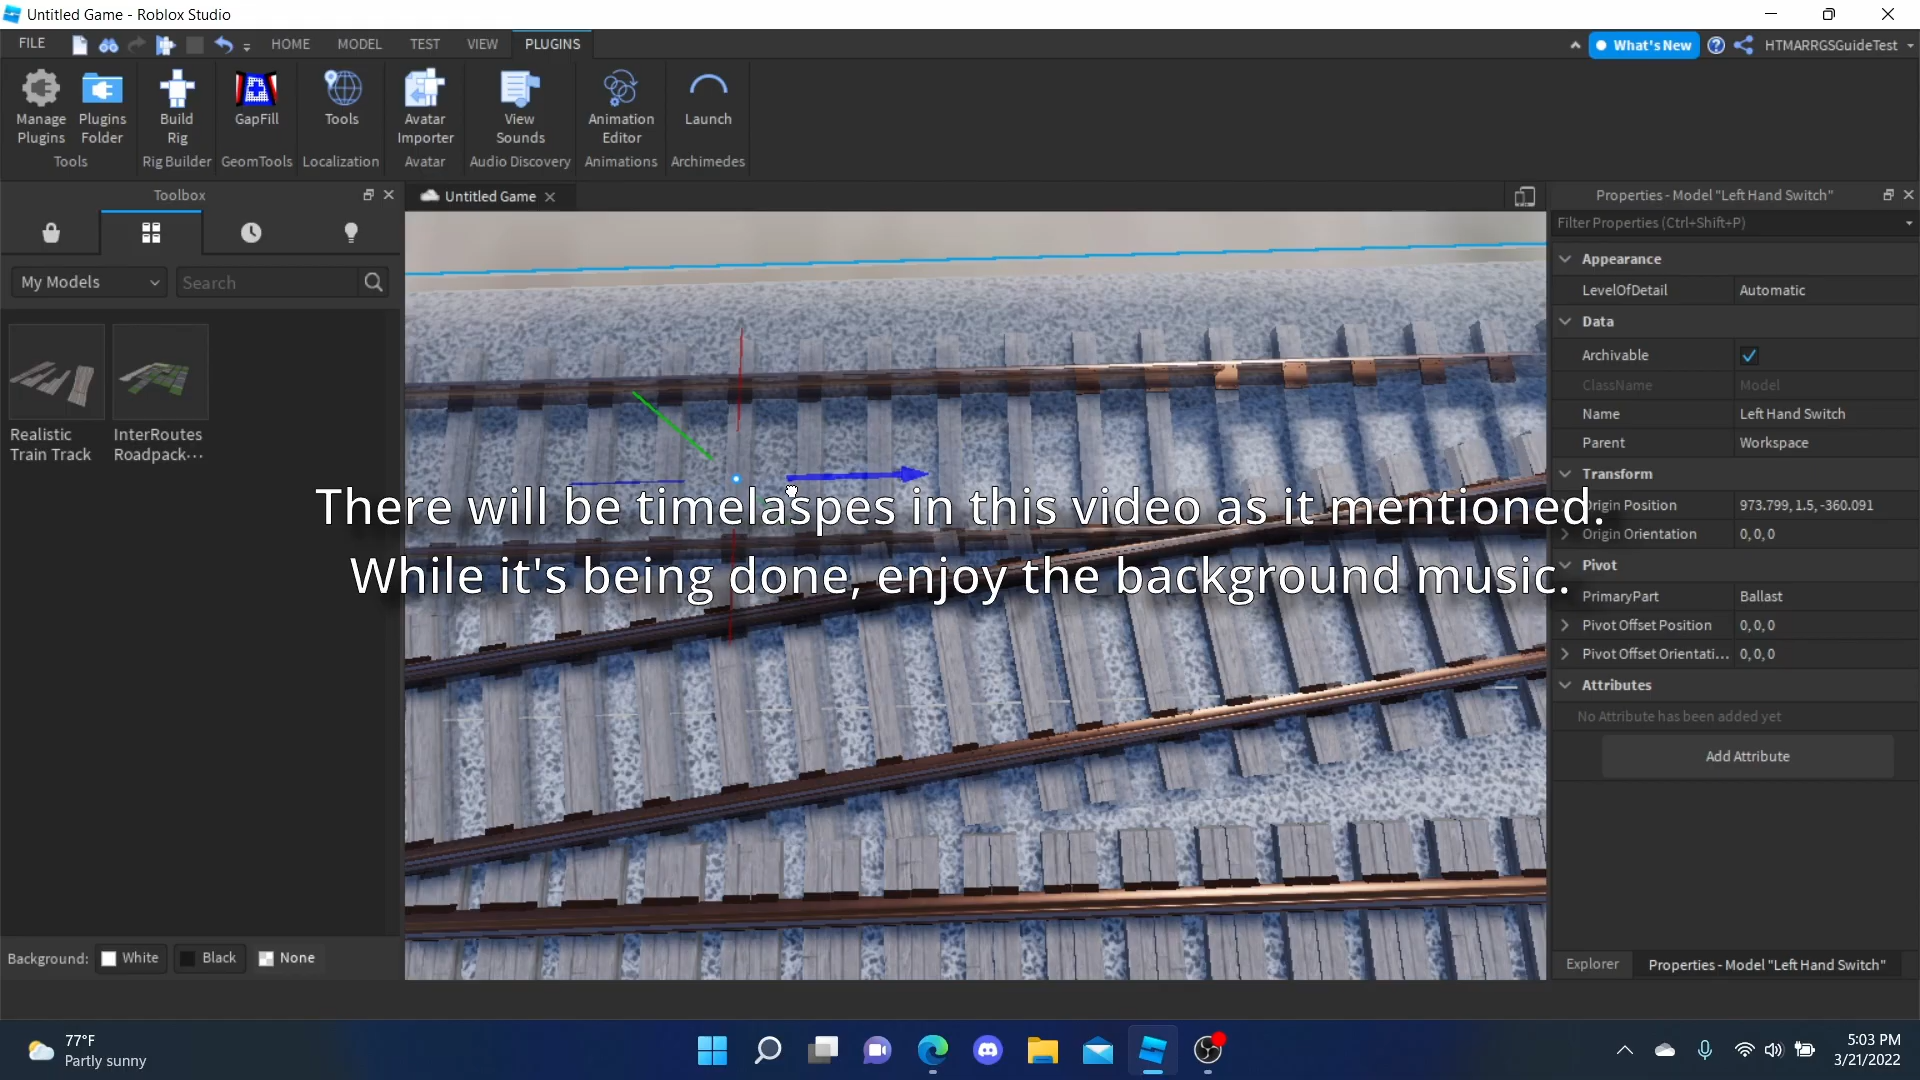 Untitled Game - Roblox Studio
FILE HOME MODEL TEST VIEW PLUGINS What's New HTMARRGSGuideTest
Manage Plugins
Plugins Folder
Tools
Build Rig
Rig Builder
GapFill
GeomTools
Tools
Localization
Avatar Importer
Avatar
View Sounds
Audio Discovery
Animation Editor
Animations
Launch
Archimedes
Toolbox
Untitled Game
Properties - Model "Left Hand Switch"
My Models
Search
Filter Properties (Ctrl+Shift+P)
Realistic Train Track
InterRoutes Roadpack...
Appearance
LevelOfDetail Automatic
Data
Archivable
ClassName Model
Name Left Hand Switch
Parent Workspace
Transform
Origin Position 973.799, 1.5, -360.091
Origin Orientation 0, 0, 0
Pivot
PrimaryPart Ballast
Pivot Offset Position 0, 0, 0
Pivot Offset Orientati... 0, 0, 0
Attributes
No Attribute has been added yet
Add Attribute
There will be timelaspes in this video as it mentioned.
While it's being done, enjoy the background music.
Background: White Black None
Explorer
Properties - Model "Left Hand Switch"
77°F
Partly sunny
5:03 PM
3/21/2022